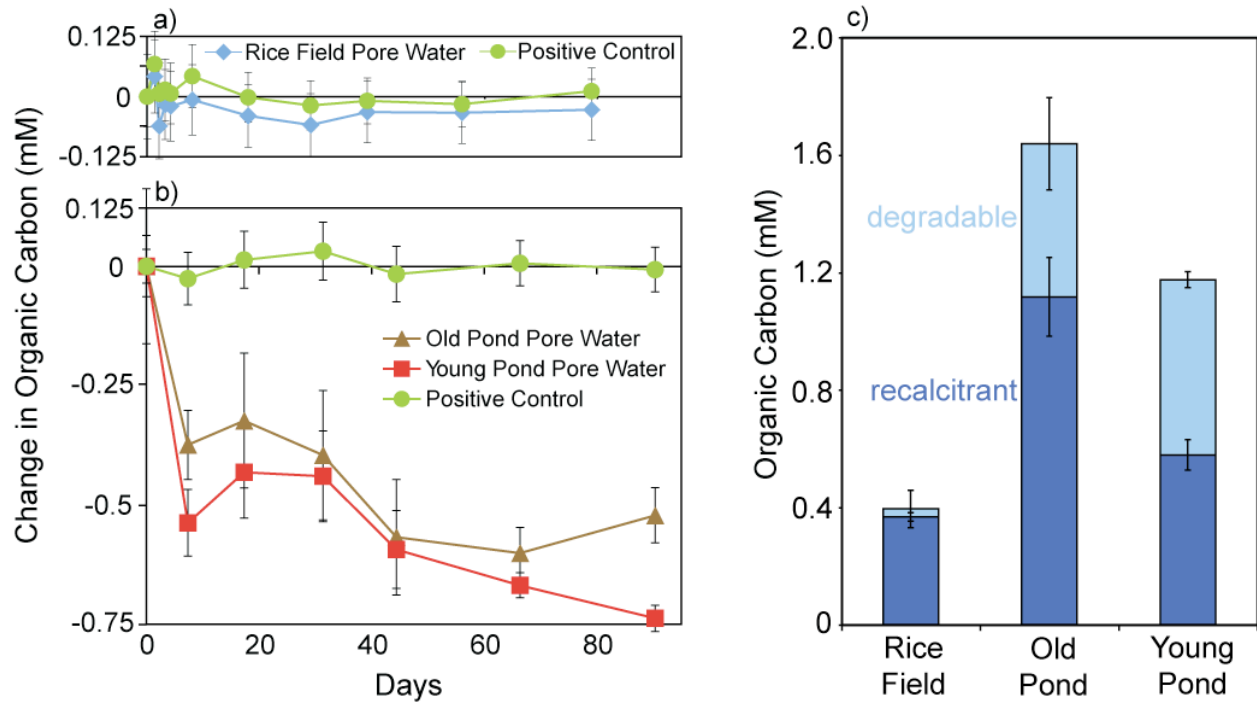 a)
0.125
0
-0.125
Rice Field Pore Water
Positive Control
b)
0.125
0
-0.25
-0.5
-0.75
Change in Organic Carbon (mM)
Old Pond Pore Water
Young Pond Pore Water
Positive Control
0 20 40 60 80
Days
c)
2.0
1.6
1.2
0.8
0.4
0
Organic Carbon (mM)
degradable
recalcitrant
Rice
Field
Old
Pond
Young
Pond